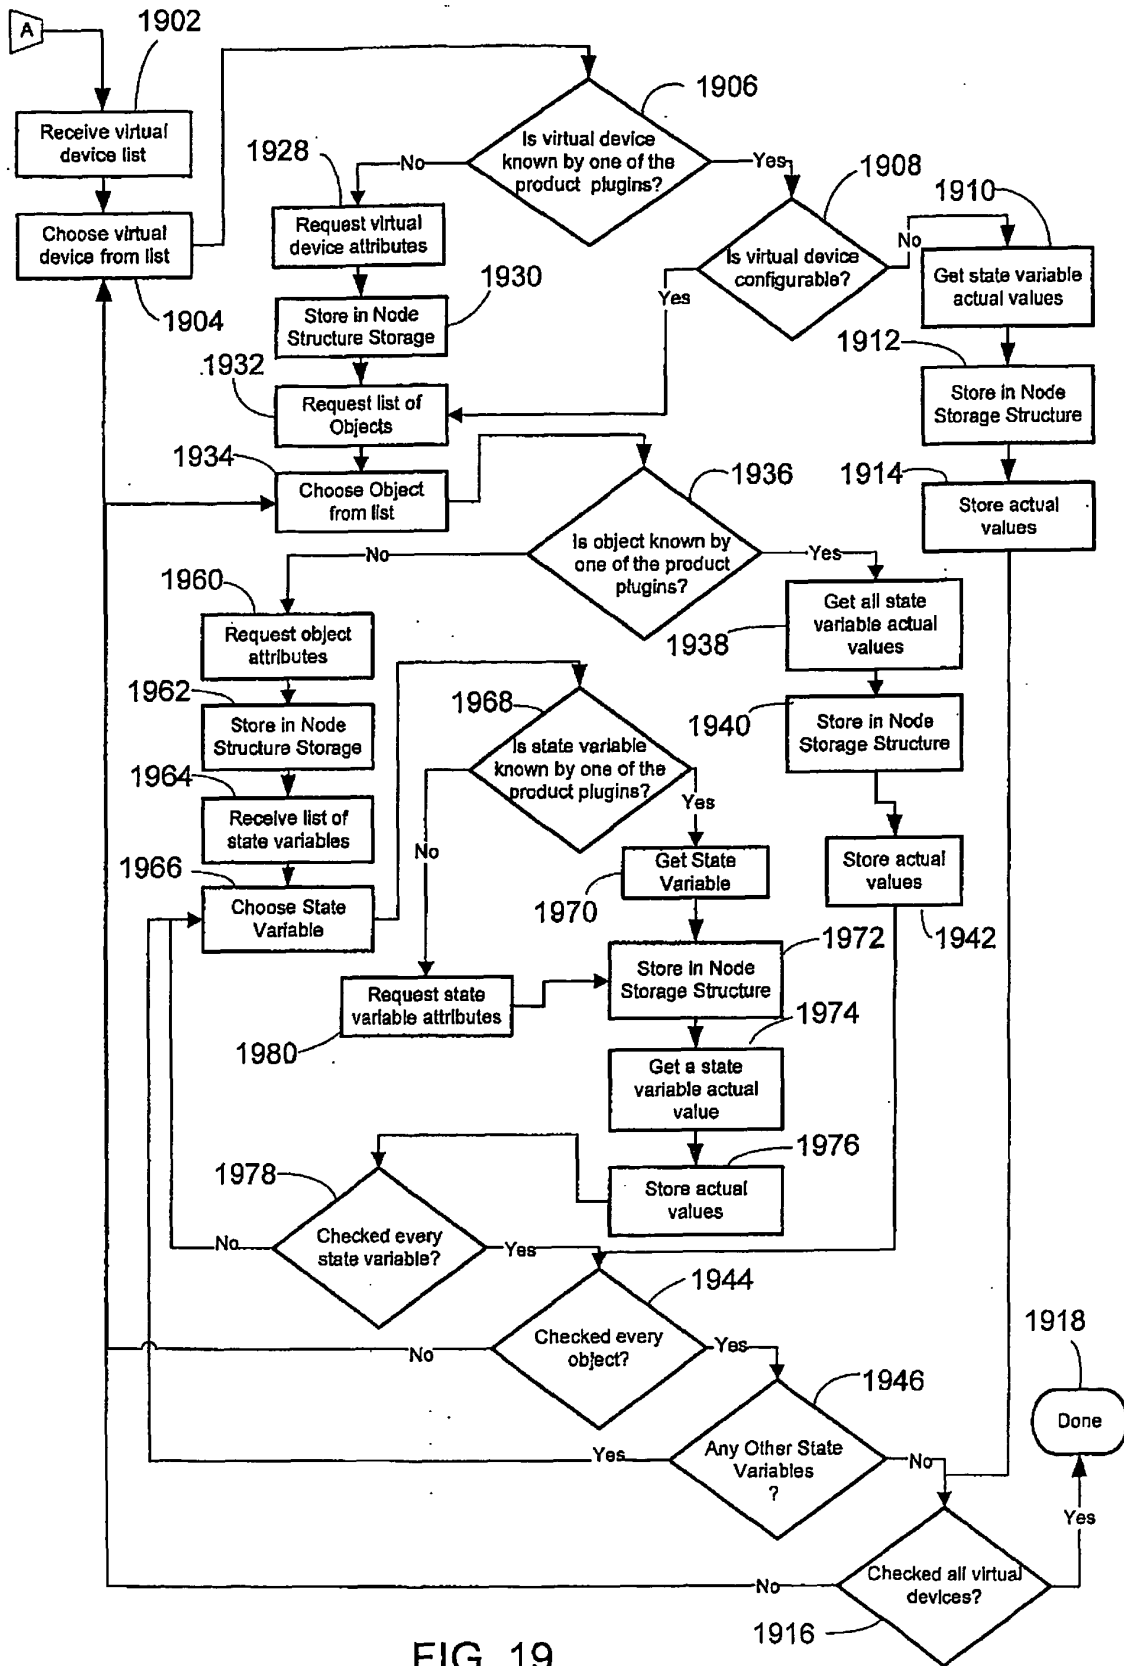 A
1902
Receive virtual
device list
Choose virtual
device from list
1904
1906
Is virtual device
known by one of the
product plugins?
No
Yes
1928
Request virtual
device attributes
1930
Store in Node
Structure Storage
1932
Request list of
Objects
1934
Choose Object
from list
1908
Is virtual device
configurable?
Yes
No
1910
Get state variable
actual values
1912
Store in Node
Storage Structure
1914
Store actual
values
1936
Is object known by
one of the product
plugins?
No
Yes
1960
Request object
attributes
1962
Store in Node
Structure Storage
1964
Receive list of
state variables
1966
Choose State
Variable
1938
Get all state
variable actual
values
1940
Store in Node
Storage Structure
Store actual
values
1942
1968
Is state variable
known by one of the
product plugins?
No
Yes
Get State
Variable
1970
1972
Store in Node
Storage Structure
Request state
variable attributes
1980
1974
Get a state
variable actual
value
1976
Store actual
values
1978
Checked every
state variable?
No
Yes
1944
Checked every
object?
No
Yes
1946
Any Other State
Variables
?
Yes
No
1918
Done
Yes
Checked all virtual
devices?
No
1916
FIG. 19